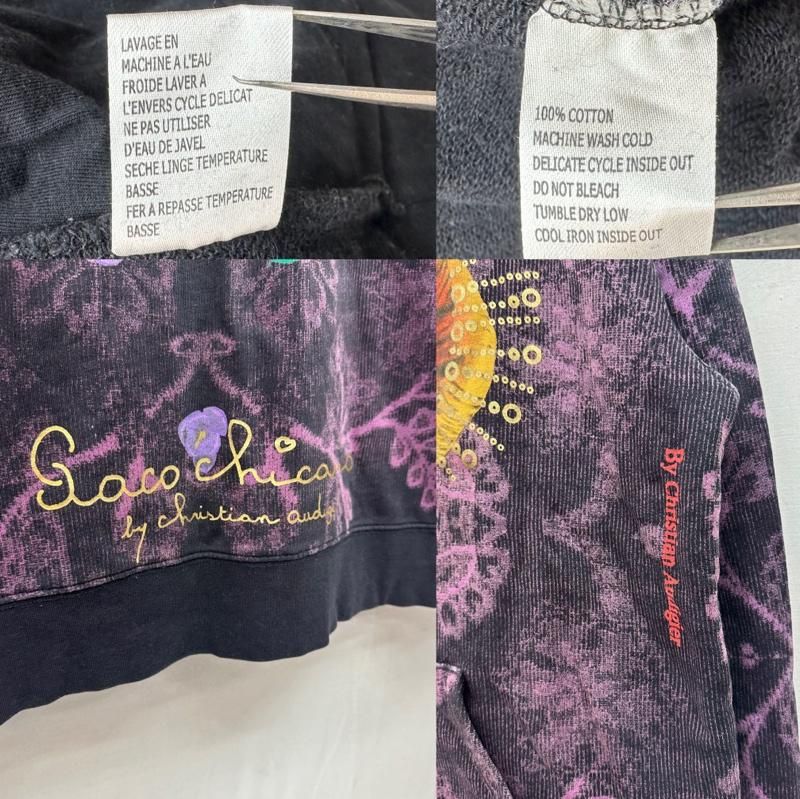 LAVAGE EN
MACHINE A L'EAU
FROIDE LAVER A
L'ENVERS CYCLE DELICAT
NE PAS UTILISER
D'EAU DE JAVEL
SECHE LINGE TEMPERATURE
BASSE
FER A REPASSE TEMPERATURE
BASSE
100% COTTON
MACHINE WASH COLD
DELICATE CYCLE INSIDE OUT
DO NOT BLEACH
TUMBLE DRY LOW
COOL IRON INSIDE OUT
by christian
By Christian Audigier